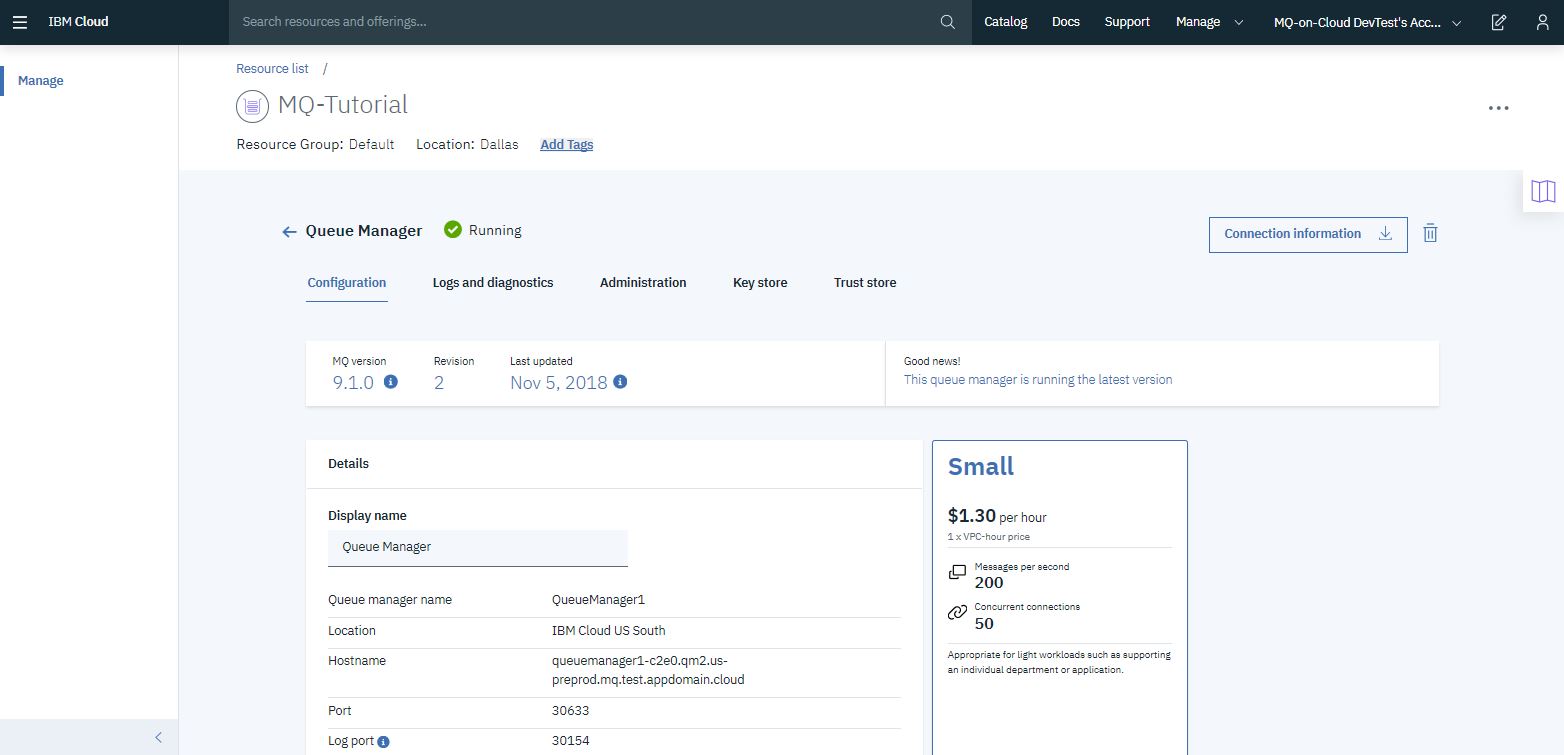 IBM Cloud
Search resources and offerings...
Catalog
Docs
Support
Manage
MQ-on-Cloud DevTest's Acc...
Manage
Resource list /
MQ-Tutorial
Resource Group: Default
Location: Dallas
Add Tags
Queue Manager
Running
Connection information
Configuration
Logs and diagnostics
Administration
Key store
Trust store
MQ version
9.1.0
Revision
2
Last updated
Nov 5, 2018
Good news!
This queue manager is running the latest version
Details
Display name
Queue Manager
Queue manager name QueueManager1
Location IBM Cloud US South
Hostname queuemanager1-c2e0.qm2.us-
preprod.mq.test.appdomain.cloud
Port 30633
Log port 30154
Small
$1.30 per hour
1 x VPC-hour price
Messages per second
200
Concurrent connections
50
Appropriate for light workloads such as supporting
an individual department or application.